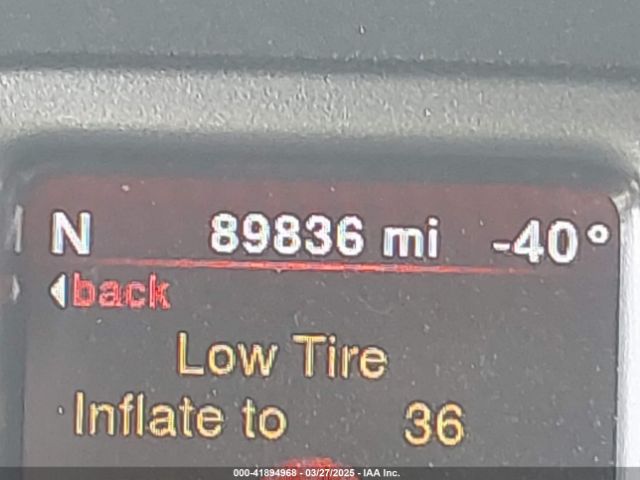 N 89836 mi -40°
back
Low Tire
Inflate to 36
000-41894968 | 03/27/2025 - IAA Inc.